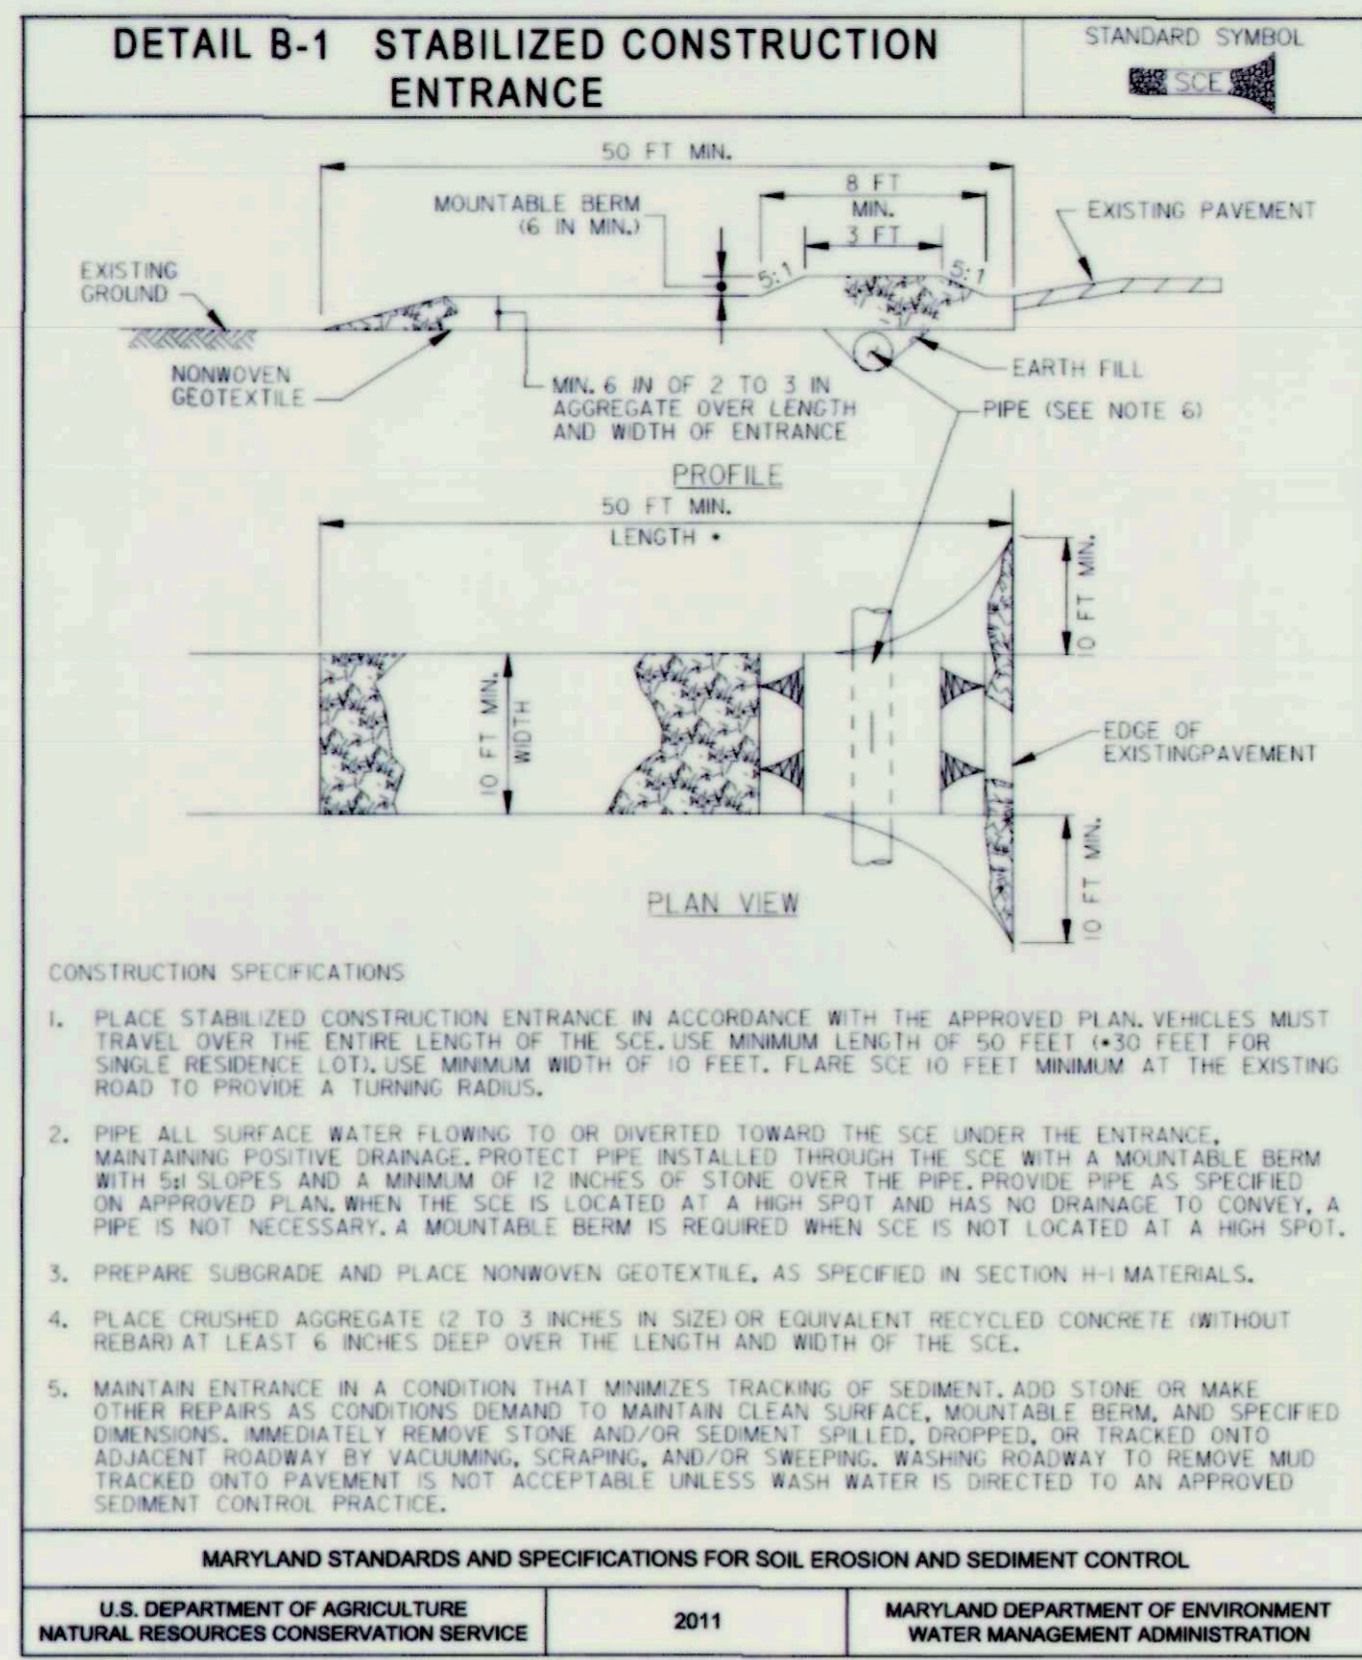 DETAIL B-1 STABILIZED CONSTRUCTION
ENTRANCE
STANDARD SYMBOL
SCE
50 FT MIN.
8 FT
MIN.
3 FT
MOUNTABLE BERM
(6 IN MIN.)
EXISTING PAVEMENT
EXISTING
GROUND
5:1
5:1
NONWOVEN
GEOTEXTILE
MIN. 6 IN OF 2 TO 3 IN
AGGREGATE OVER LENGTH
AND WIDTH OF ENTRANCE
EARTH FILL
PIPE (SEE NOTE 6)
PROFILE
50 FT MIN.
LENGTH •
10 FT MIN.
10 FT MIN.
WIDTH
EDGE OF
EXISTINGPAVEMENT
10 FT MIN.
PLAN VIEW
CONSTRUCTION SPECIFICATIONS
1. PLACE STABILIZED CONSTRUCTION ENTRANCE IN ACCORDANCE WITH THE APPROVED PLAN. VEHICLES MUST
TRAVEL OVER THE ENTIRE LENGTH OF THE SCE. USE MINIMUM LENGTH OF 50 FEET (•30 FEET FOR
SINGLE RESIDENCE LOT). USE MINIMUM WIDTH OF 10 FEET. FLARE SCE 10 FEET MINIMUM AT THE EXISTING
ROAD TO PROVIDE A TURNING RADIUS.
2. PIPE ALL SURFACE WATER FLOWING TO OR DIVERTED TOWARD THE SCE UNDER THE ENTRANCE,
MAINTAINING POSITIVE DRAINAGE. PROTECT PIPE INSTALLED THROUGH THE SCE WITH A MOUNTABLE BERM
WITH 5:1 SLOPES AND A MINIMUM OF 12 INCHES OF STONE OVER THE PIPE. PROVIDE PIPE AS SPECIFIED
ON APPROVED PLAN. WHEN THE SCE IS LOCATED AT A HIGH SPOT AND HAS NO DRAINAGE TO CONVEY, A
PIPE IS NOT NECESSARY. A MOUNTABLE BERM IS REQUIRED WHEN SCE IS NOT LOCATED AT A HIGH SPOT.
3. PREPARE SUBGRADE AND PLACE NONWOVEN GEOTEXTILE, AS SPECIFIED IN SECTION H-1 MATERIALS.
4. PLACE CRUSHED AGGREGATE (2 TO 3 INCHES IN SIZE) OR EQUIVALENT RECYCLED CONCRETE (WITHOUT
REBAR) AT LEAST 6 INCHES DEEP OVER THE LENGTH AND WIDTH OF THE SCE.
5. MAINTAIN ENTRANCE IN A CONDITION THAT MINIMIZES TRACKING OF SEDIMENT. ADD STONE OR MAKE
OTHER REPAIRS AS CONDITIONS DEMAND TO MAINTAIN CLEAN SURFACE, MOUNTABLE BERM, AND SPECIFIED
DIMENSIONS. IMMEDIATELY REMOVE STONE AND/OR SEDIMENT SPILLED, DROPPED, OR TRACKED ONTO
ADJACENT ROADWAY BY VACUUMING, SCRAPING, AND/OR SWEEPING. WASHING ROADWAY TO REMOVE MUD
TRACKED ONTO PAVEMENT IS NOT ACCEPTABLE UNLESS WASH WATER IS DIRECTED TO AN APPROVED
SEDIMENT CONTROL PRACTICE.
MARYLAND STANDARDS AND SPECIFICATIONS FOR SOIL EROSION AND SEDIMENT CONTROL
U.S. DEPARTMENT OF AGRICULTURE
NATURAL RESOURCES CONSERVATION SERVICE
2011
MARYLAND DEPARTMENT OF ENVIRONMENT
WATER MANAGEMENT ADMINISTRATION